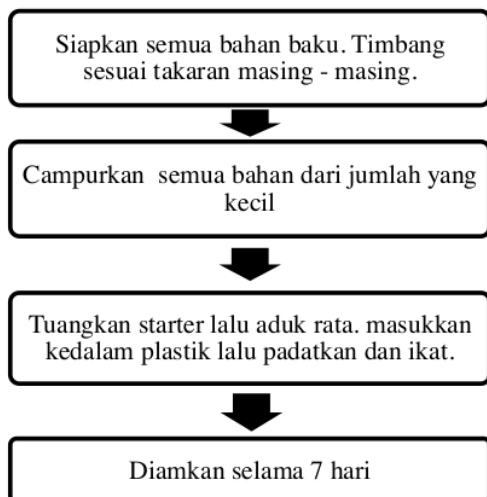 Siapkan semua bahan baku. Timbang
sesuai takaran masing - masing.
Campurkan semua bahan dari jumlah yang
kecil
Tuangkan starter lalu aduk rata. masukkan
kedalam plastik lalu padatkan dan ikat.
Diamkan selama 7 hari